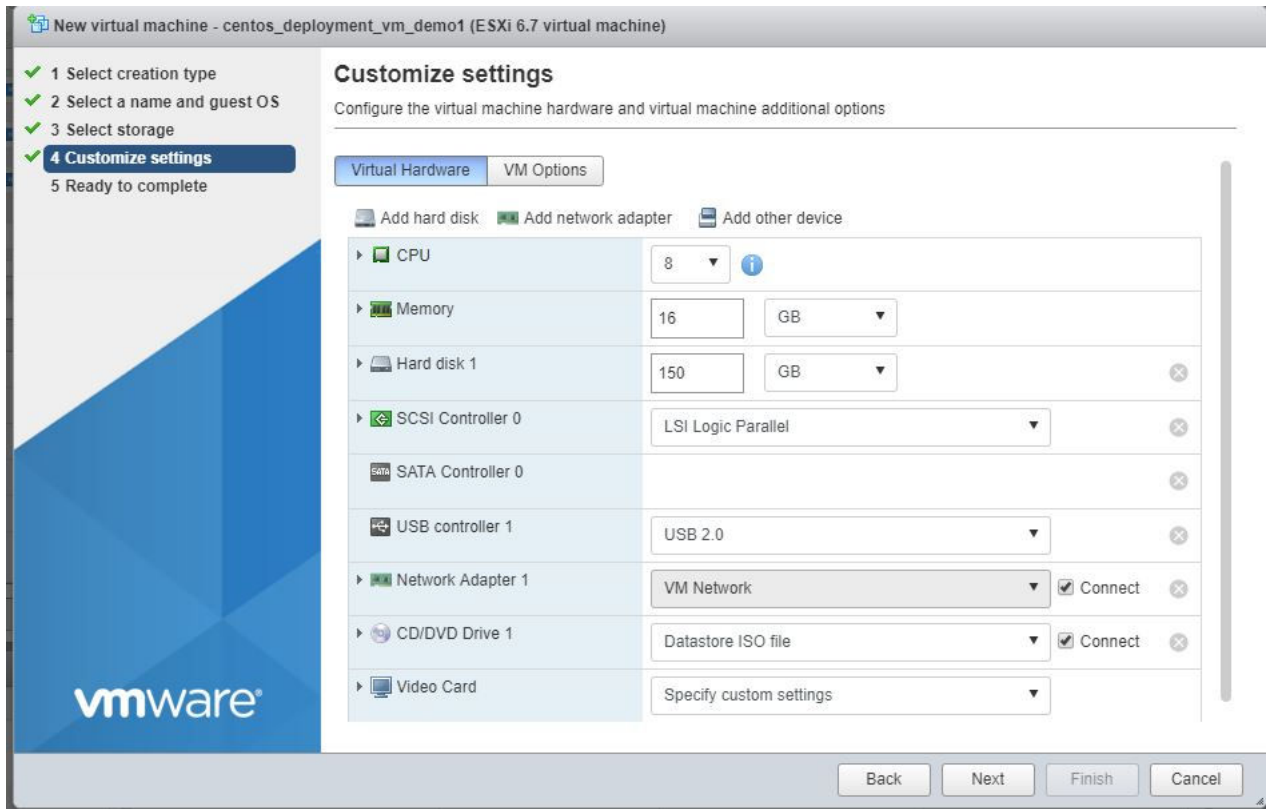 New virtual machine - centos_deployment_vm_demo1 (ESXi 6.7 virtual machine)
1 Select creation type
2 Select a name and guest OS
3 Select storage
4 Customize settings
5 Ready to complete
vmware®
Customize settings
Configure the virtual machine hardware and virtual machine additional options
Virtual Hardware VM Options
Add hard disk Add network adapter Add other device
CPU 8
Memory 16 GB
Hard disk 1 150 GB
SCSI Controller 0 LSI Logic Parallel
SATA SATA Controller 0
USB controller 1 USB 2.0
Network Adapter 1 VM Network Connect
CD/DVD Drive 1 Datastore ISO file Connect
Video Card Specify custom settings
Back Next Finish Cancel